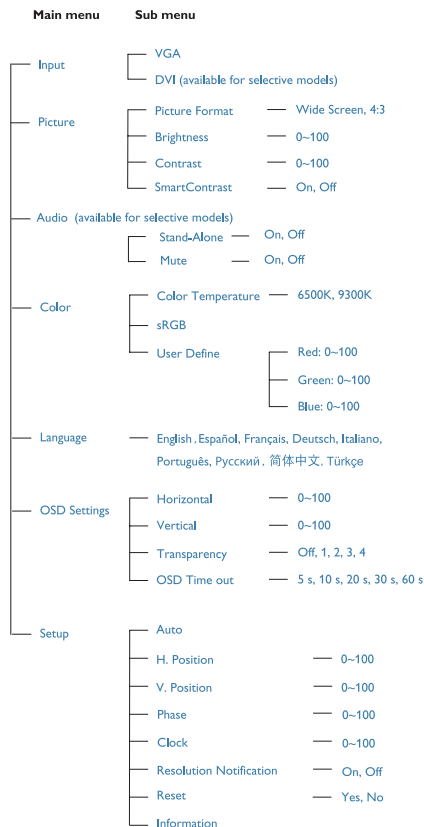 Main menu Sub menu
Input
VGA
DVI (available for selective models)
Picture
Picture Format Wide Screen, 4:3
Brightness 0~100
Contrast 0~100
SmartContrast On, Off
Audio (available for selective models)
Stand-Alone On, Off
Mute On, Off
Color
Color Temperature 6500K, 9300K
sRGB
User Define Red: 0~100
Green: 0~100
Blue: 0~100
Language English, Español, Français, Deutsch, Italiano,
Português, Русский, 简体中文, Türkçe
OSD Settings
Horizontal 0~100
Vertical 0~100
Transparency Off, 1, 2, 3, 4
OSD Time out 5 s, 10 s, 20 s, 30 s, 60 s
Setup
Auto
H. Position 0~100
V. Position 0~100
Phase 0~100
Clock 0~100
Resolution Notification On, Off
Reset Yes, No
Information